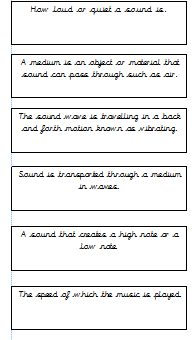 How loud or quiet a sound is.
A medium is an object or material that
sound can pass through such as air.
The sound wave is travelling in a back
and forth motion known as vibrating.
Sound is transported through a medium
in waves.
A sound that creates a high note or a
low note
The speed of which the music is played